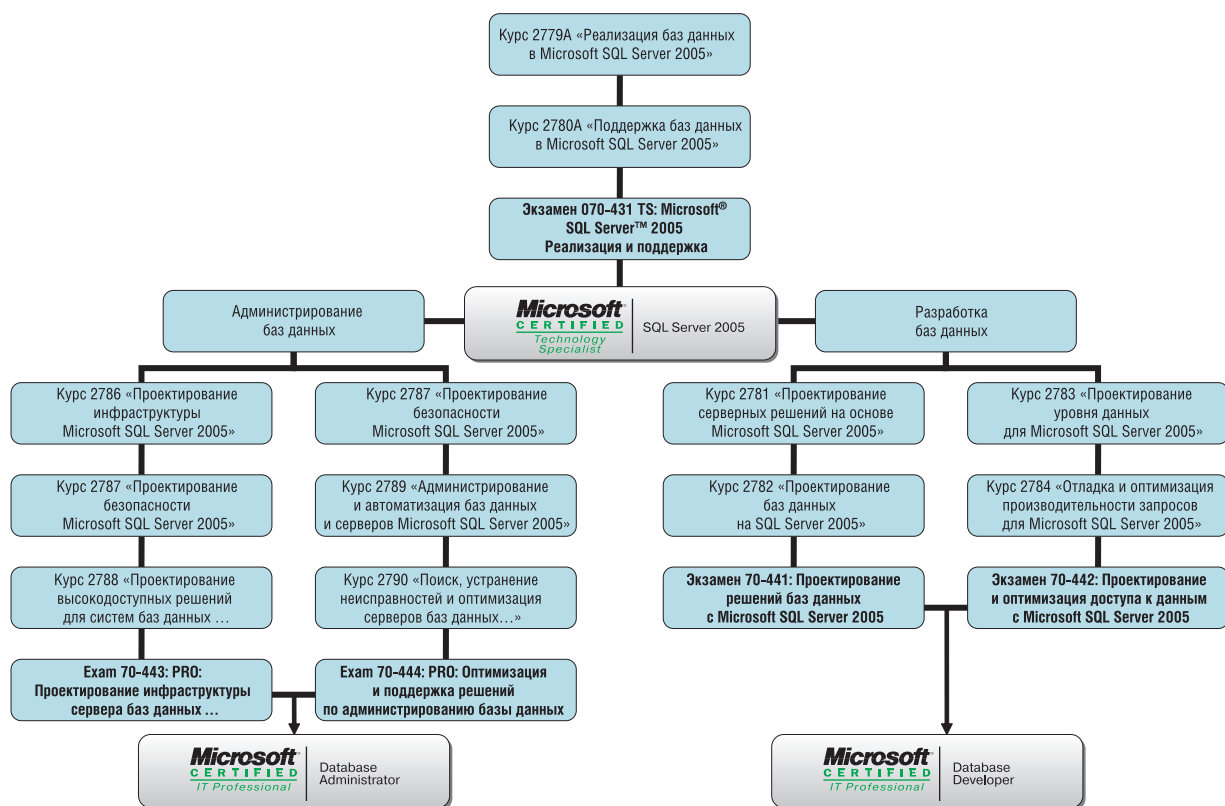 Курс 2779А «Реализация баз данных
в Microsoft SQL Server 2005»
Курс 2780А «Поддержка баз данных
в Microsoft SQL Server 2005»
Экзамен 070-431 TS: Microsoft®
SQL Server™ 2005
Реализация и поддержка
Администрирование
баз данных
Microsoft®
CERTIFIED
Technology
Specialist
SQL Server 2005
Разработка
баз данных
Курс 2786 «Проектирование
инфраструктуры
Microsoft SQL Server 2005»
Курс 2787 «Проектирование
безопасности
Microsoft SQL Server 2005»
Курс 2781 «Проектирование
серверных решений на основе
Microsoft SQL Server 2005»
Курс 2783 «Проектирование
уровня данных
для Microsoft SQL Server 2005»
Курс 2787 «Проектирование
безопасности
Microsoft SQL Server 2005»
Курс 2789 «Администрирование
и автоматизация баз данных
и серверов Microsoft SQL Server 2005»
Курс 2782 «Проектирование
баз данных
на SQL Server 2005»
Курс 2784 «Отладка и оптимизация
производительности запросов
для Microsoft SQL Server 2005»
Курс 2788 «Проектирование
высокодоступных решений
для систем баз данных ...
Курс 2790 «Поиск, устранение
неисправностей и оптимизация
серверов баз данных...»
Экзамен 70-441: Проектирование
решений баз данных
с Microsoft SQL Server 2005
Экзамен 70-442: Проектирование
и оптимизация доступа к данным
с Microsoft SQL Server 2005
Exam 70-443: PRO:
Проектирование инфраструктуры
сервера баз данных ...
Exam 70-444: PRO: Оптимизация
и поддержка решений
по администрированию базы данных
Microsoft®
CERTIFIED
IT Professional
Database
Administrator
Microsoft®
CERTIFIED
IT Professional
Database
Developer